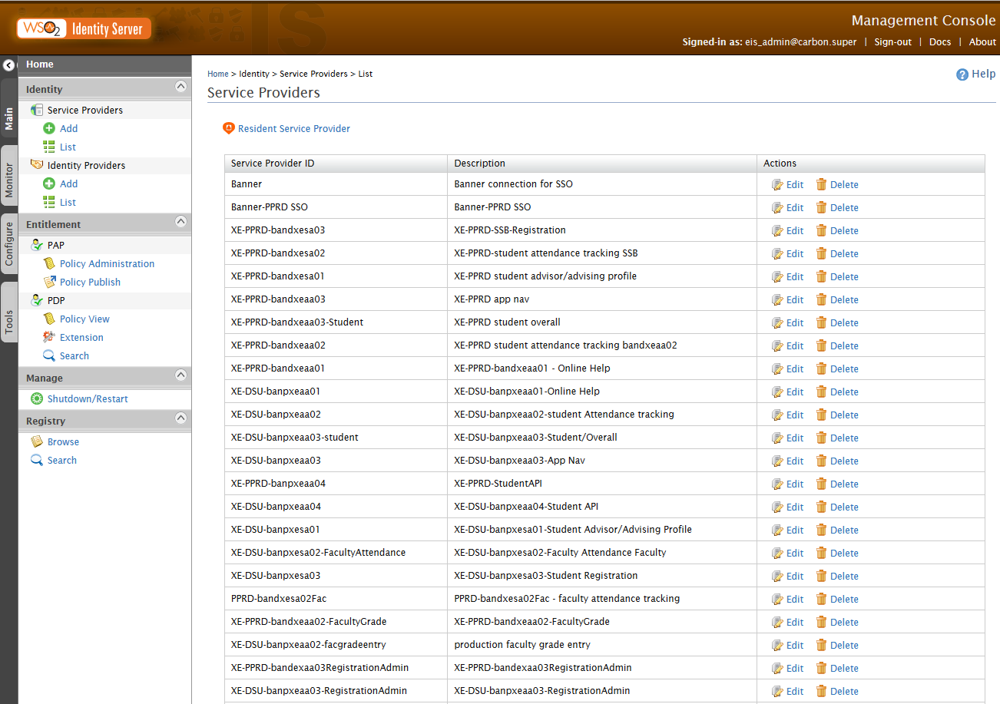 WSO2 Identity Server
IS
Management Console
Signed-in as: eis_admin@carbon.super | Sign-out | Docs | About
Main
Monitor
Configure
Tools
Home
Identity
Service Providers
Add
List
Identity Providers
Add
List
Entitlement
PAP
Policy Administration
Policy Publish
PDP
Policy View
Extension
Search
Manage
Shutdown/Restart
Registry
Browse
Search
Home > Identity > Service Providers > List
Help
Service Providers
Resident Service Provider
Service Provider ID Description Actions
Banner Banner connection for SSO Edit Delete
Banner-PPRD SSO Banner-PPRD SSO Edit Delete
XE-PPRD-bandxesa03 XE-PPRD-SSB-Registration Edit Delete
XE-PPRD-bandxesa02 XE-PPRD-student attendance tracking SSB Edit Delete
XE-PPRD-bandxesa01 XE-PPRD student advisor/advising profile Edit Delete
XE-PPRD-bandxeaa03 XE-PPRD app nav Edit Delete
XE-PPRD-bandxeaa03-Student XE-PPRD student overall Edit Delete
XE-PPRD-bandxeaa02 XE-PPRD student attendance tracking bandxeaa02 Edit Delete
XE-PPRD-bandxeaa01 XE-PPRD-bandxeaa01 - Online Help Edit Delete
XE-DSU-banpxeaa01 XE-DSU-banpxeaa01-Online Help Edit Delete
XE-DSU-banpxeaa02 XE-DSU-banpxeaa02-student Attendance tracking Edit Delete
XE-DSU-banpxeaa03-student XE-DSU-banpxeaa03-Student/Overall Edit Delete
XE-DSU-banpxeaa03 XE-DSU-banpxeaa03-App Nav Edit Delete
XE-PPRD-banpxeaa04 XE-PPRD-StudentAPI Edit Delete
XE-DSU-banpxeaa04 XE-DSU-banpxeaa04-Student API Edit Delete
XE-DSU-banpxesa01 XE-DSU-banpxesa01-Student Advisor/Advising Profile Edit Delete
XE-DSU-banpxesa02-FacultyAttendance XE-DSU-banpxesa02-Faculty Attendance Faculty Edit Delete
XE-DSU-banpxesa03 XE-DSU-banpxesa03-Student Registration Edit Delete
PPRD-bandxesa02Fac PPRD-bandxesa02Fac - faculty attendance tracking Edit Delete
XE-PPRD-bandxeaa02-FacultyGrade XE-PPRD-bandxeaa02-FacultyGrade Edit Delete
XE-DSU-banpxeaa02-facgradeentry production faculty grade entry Edit Delete
XE-PPRD-bandexaa03RegistrationAdmin XE-PPRD-bandexaa03RegistrationAdmin Edit Delete
XE-DSU-banpxeaa03-RegistrationAdmin XE-DSU-banpxeaa03-RegistrationAdmin Edit Delete